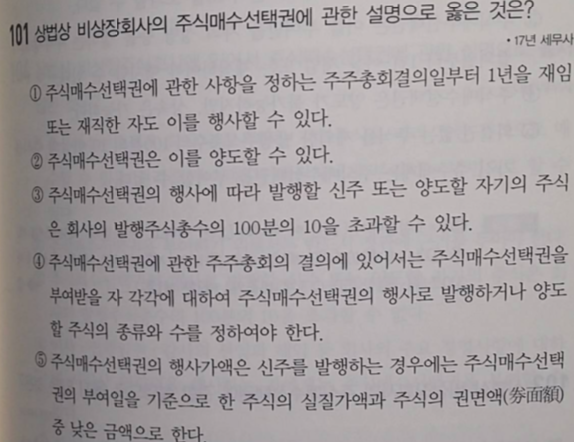 101 상법상 비상장회사의 주식매수선택권에 관한 설명으로 옳은 것은?
• 17년 세무사
① 주식매수선택권에 관한 사항을 정하는 주주총회결의일부터 1년을 재임
또는 재직한 자도 이를 행사할 수 있다.
② 주식매수선택권은 이를 양도할 수 있다.
③ 주식매수선택권의 행사에 따라 발행할 신주 또는 양도할 자기의 주식
은 회사의 발행주식총수의 100분의 10을 초과할 수 있다.
④ 주식매수선택권에 관한 주주총회의 결의에 있어서는 주식매수선택권을
부여받을 자 각각에 대하여 주식매수선택권의 행사로 발행하거나 양도
할 주식의 종류와 수를 정하여야 한다.
⑤ 주식매수선택권의 행사가액은 신주를 발행하는 경우에는 주식매수선택
권의 부여일을 기준으로 한 주식의 실질가액과 주식의 권면액(券面額)
중 낮은 금액으로 한다.